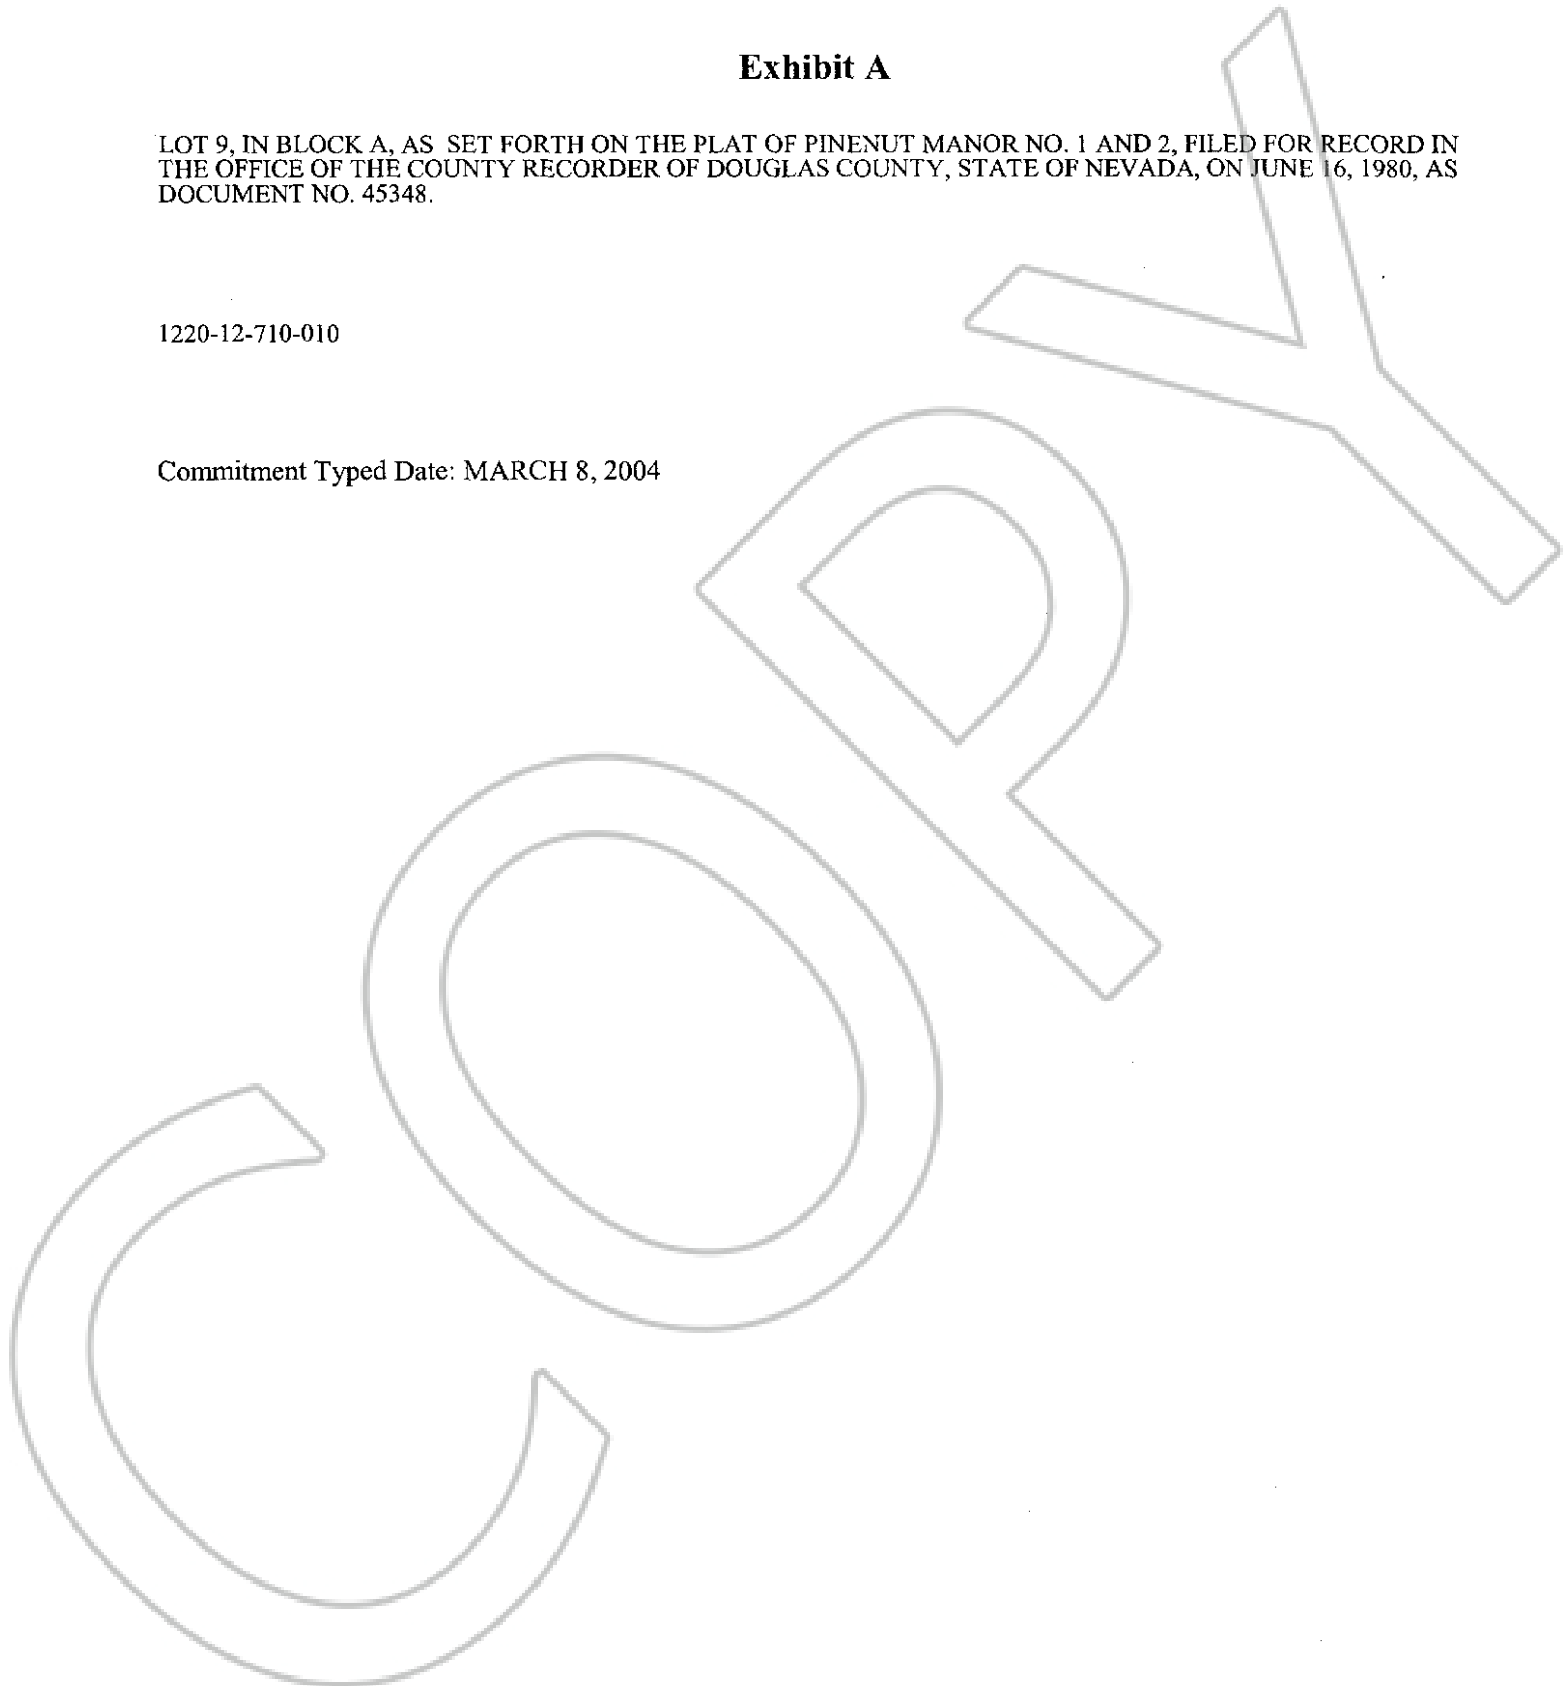 Exhibit A
LOT 9, IN BLOCK A, AS SET FORTH ON THE PLAT OF PINENUT MANOR NO. 1 AND 2, FILED FOR RECORD IN
THE OFFICE OF THE COUNTY RECORDER OF DOUGLAS COUNTY, STATE OF NEVADA, ON JUNE 16, 1980, AS
DOCUMENT NO. 45348.
1220-12-710-010
Commitment Typed Date: MARCH 8, 2004
COPY